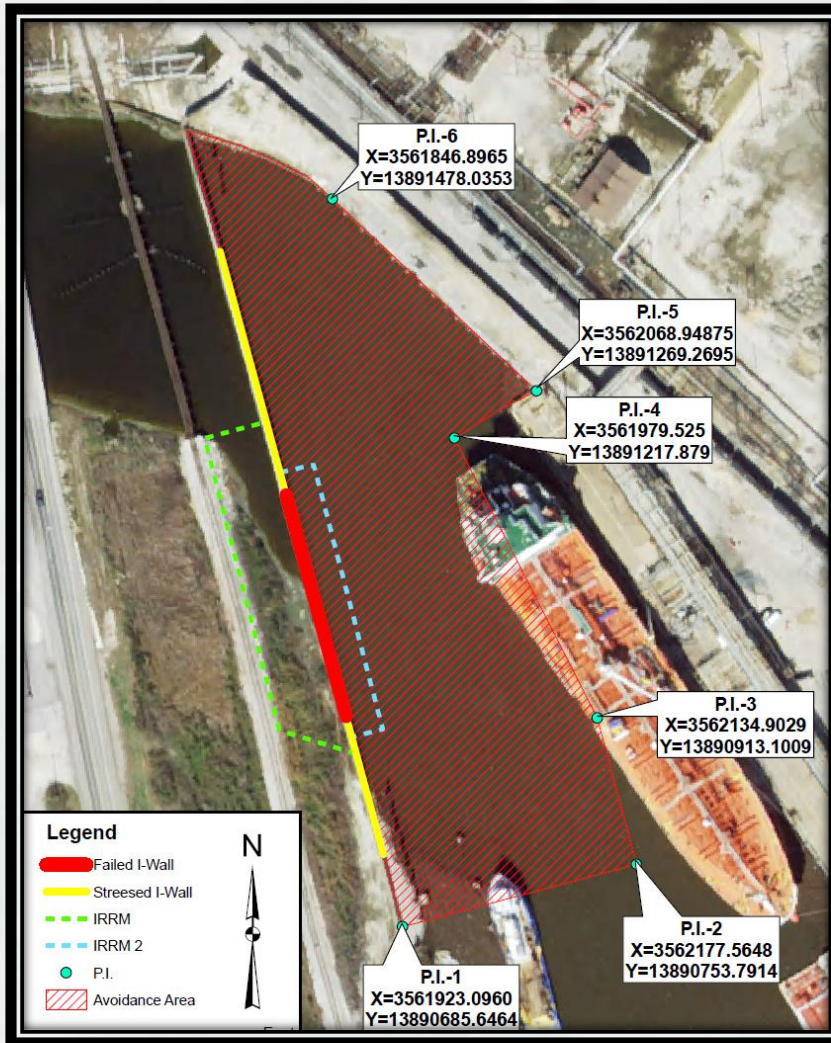 P.I.-6
X=3561846.8965
Y=13891478.0353
P.I.-5
X=3562068.94875
Y=13891269.2695
P.I.-4
X=3561979.525
Y=13891217.879
P.I.-3
X=3562134.9029
Y=13890913.1009
P.I.-2
X=3562177.5648
Y=13890753.7914
P.I.-1
X=3561923.0960
Y=13890685.6464
Legend
N
Failed I-Wall
Streesed I-Wall
IRRM
IRRM 2
P.I.
Avoidance Area